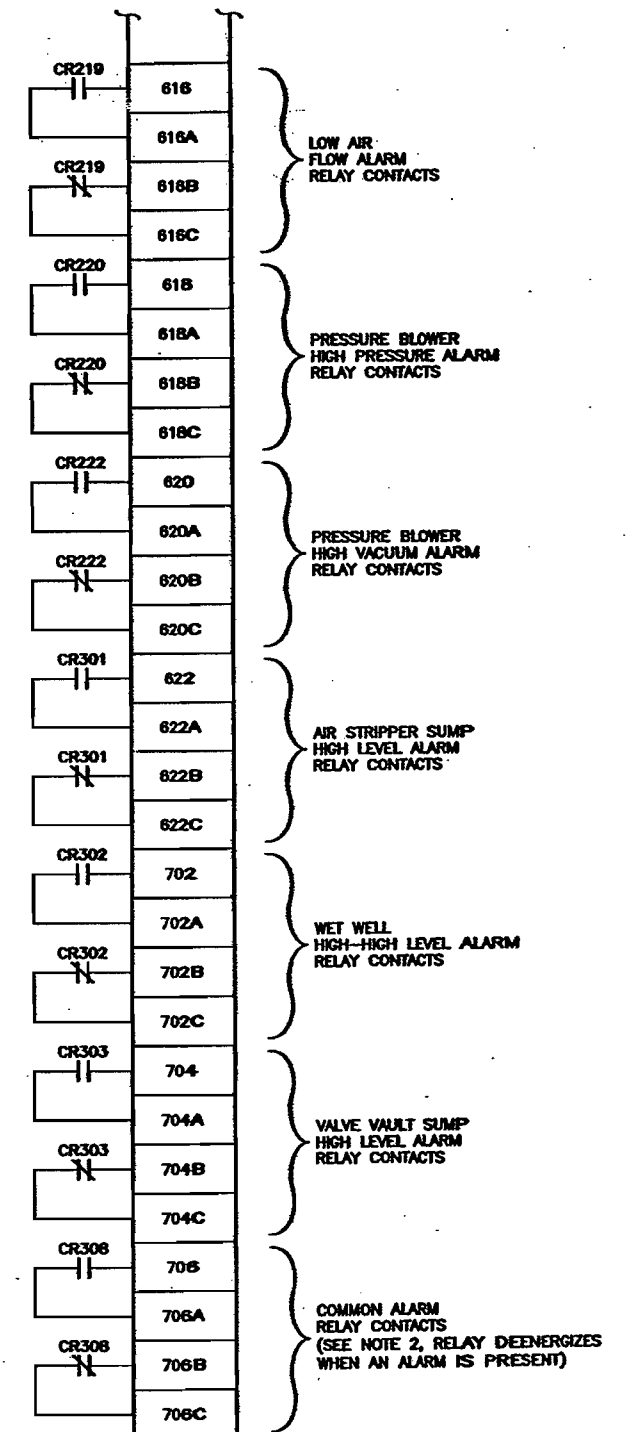 CR219
616
616A
CR219
616B
616C
LOW AIR
FLOW ALARM
RELAY CONTACTS
CR220
618
618A
CR220
618B
618C
PRESSURE BLOWER
HIGH PRESSURE ALARM
RELAY CONTACTS
CR222
620
620A
CR222
620B
620C
PRESSURE BLOWER
HIGH VACUUM ALARM
RELAY CONTACTS
CR301
622
622A
CR301
622B
622C
AIR STRIPPER SUMP
HIGH LEVEL ALARM
RELAY CONTACTS
CR302
702
702A
CR302
702B
702C
WET WELL
HIGH-HIGH LEVEL ALARM
RELAY CONTACTS
CR303
704
704A
CR303
704B
704C
VALVE VAULT SUMP
HIGH LEVEL ALARM
RELAY CONTACTS
CR306
706
706A
CR306
706B
706C
COMMON ALARM
RELAY CONTACTS
(SEE NOTE 2, RELAY DEENERGIZES
WHEN AN ALARM IS PRESENT)